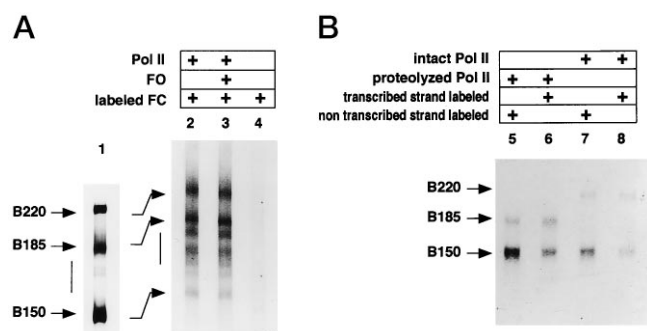 A
Pol II + +
FO +
labeled FC + + +
2 3 4
1
B220
B185
B150
B
intact Pol II + +
proteolyzed Pol II + +
transcribed strand labeled + +
non transcribed strand labeled + +
5 6 7 8
B220
B185
B150